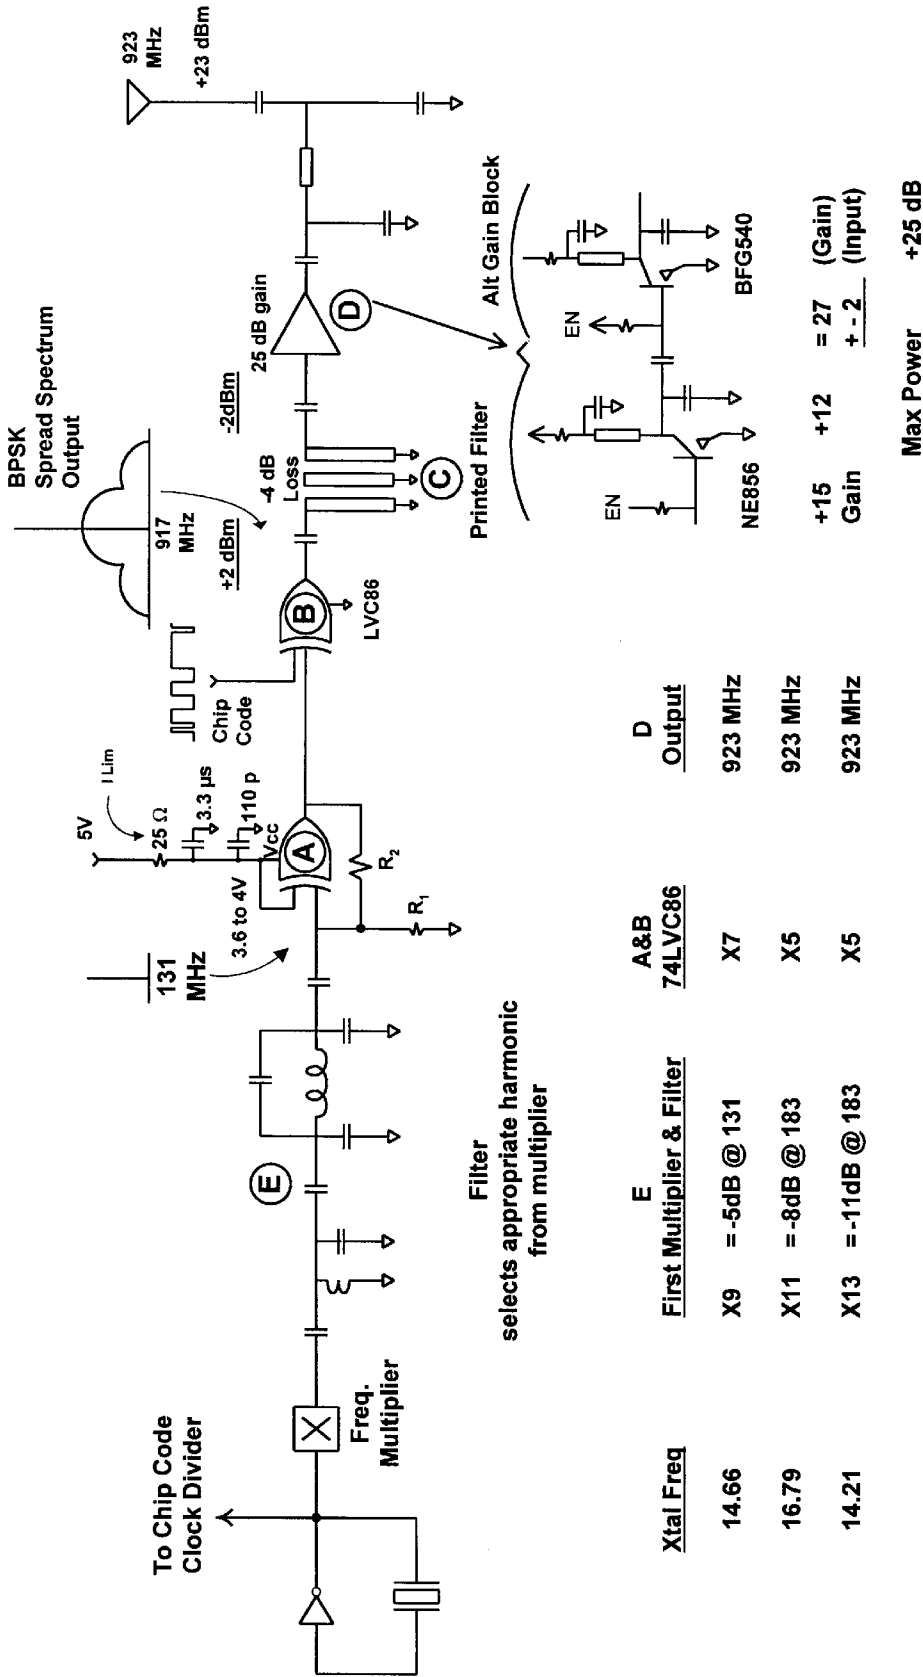 To Chip Code
Clock Divider
Freq.
Multiplier
E
Filter
selects appropriate harmonic
from multiplier
131
MHz
3.6 to 4V
5V
I Lim
25 Ω
3.3 µs
110 p
Vcc
A
R1
R2
Chip
Code
B
LVC86
BPSK
Spread Spectrum
Output
917
MHz
+2 dBm
-4 dB
Loss
C
Printed Filter
-2dBm
25 dB gain
D
923
MHz
+23 dBm
Alt Gain Block
EN
NE856
EN
BFG540
+15 +12 = 27 (Gain)
Gain + - 2 (Input)
Max Power +25 dB
Xtal Freq
14.66
16.79
14.21
E
First Multiplier & Filter
X9 = -5dB @ 131
X11 = -8dB @ 183
X13 = -11dB @ 183
A&B
74LVC86
X7
X5
X5
D
Output
923 MHz
923 MHz
923 MHz